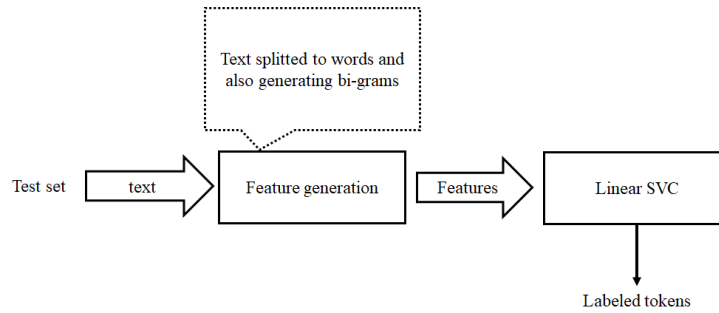 Text splitted to words and
also generating bi-grams
Test set
text
Feature generation
Features
Linear SVC
Labeled tokens